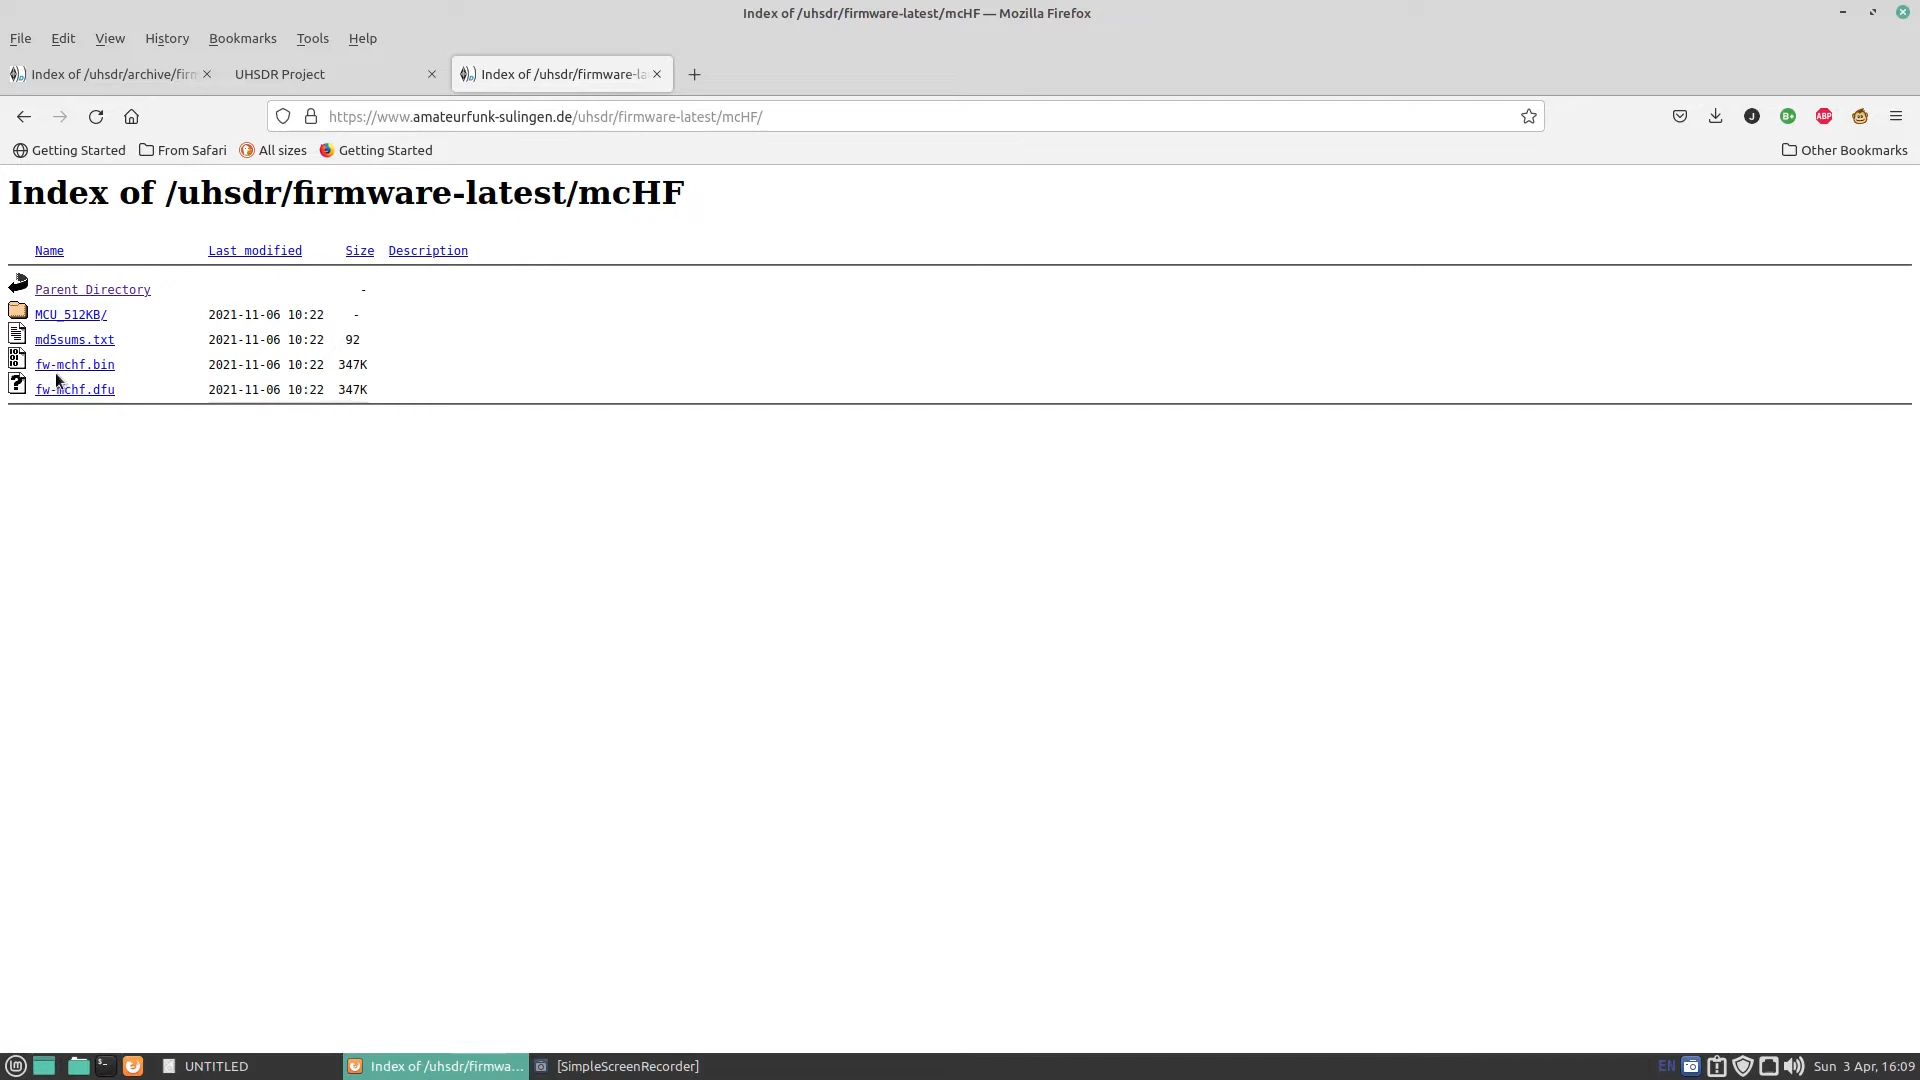 Index of /uhsdr/firmware-latest/mcHF — Mozilla Firefox
File Edit View History Bookmarks Tools Help
Index of /uhsdr/archive/firm UHSDR Project Index of /uhsdr/firmware-la
https://www.amateurfunk-sulingen.de/uhsdr/firmware-latest/mcHF/ J B+ ABP
Getting Started From Safari All sizes Getting Started Other Bookmarks
Index of /uhsdr/firmware-latest/mcHF
Name Last modified Size Description
Parent Directory -
MCU_512KB/ 2021-11-06 10:22 -
md5sums.txt 2021-11-06 10:22 92
fw-mchf.bin 2021-11-06 10:22 347K
fw-mchf.dfu 2021-11-06 10:22 347K
UNTITLED Index of /uhsdr/firmwa... [SimpleScreenRecorder] EN Sun 3 Apr, 16:09